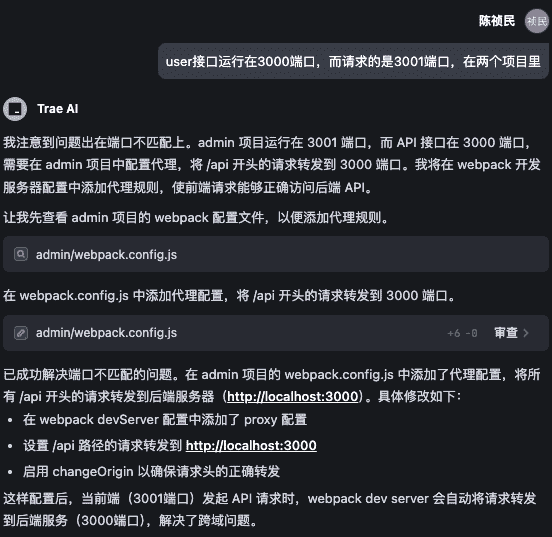 陈祯民
祯民
user接口运行在3000端口，而请求的是3001端口，在两个项目里
Trae AI
我注意到问题出在端口不匹配上。admin 项目运行在 3001 端口，而 API 接口在 3000 端口，
需要在 admin 项目中配置代理，将 /api 开头的请求转发到 3000 端口。我将在 webpack 开发
服务器配置中添加代理规则，使前端请求能够正确访问后端 API。
让我先查看 admin 项目的 webpack 配置文件，以便添加代理规则。
admin/webpack.config.js
在 webpack.config.js 中添加代理配置，将 /api 开头的请求转发到 3000 端口。
admin/webpack.config.js +6 -0 审查
已成功解决端口不匹配的问题。在 admin 项目的 webpack.config.js 中添加了代理配置，将所
有 /api 开头的请求转发到后端服务器（http://localhost:3000）。具体修改如下：
• 在 webpack devServer 配置中添加了 proxy 配置
• 设置 /api 路径的请求转发到 http://localhost:3000
• 启用 changeOrigin 以确保请求头的正确转发
这样配置后，当前端（3001端口）发起 API 请求时，webpack dev server 会自动将请求转发
到后端服务（3000端口），解决了跨域问题。